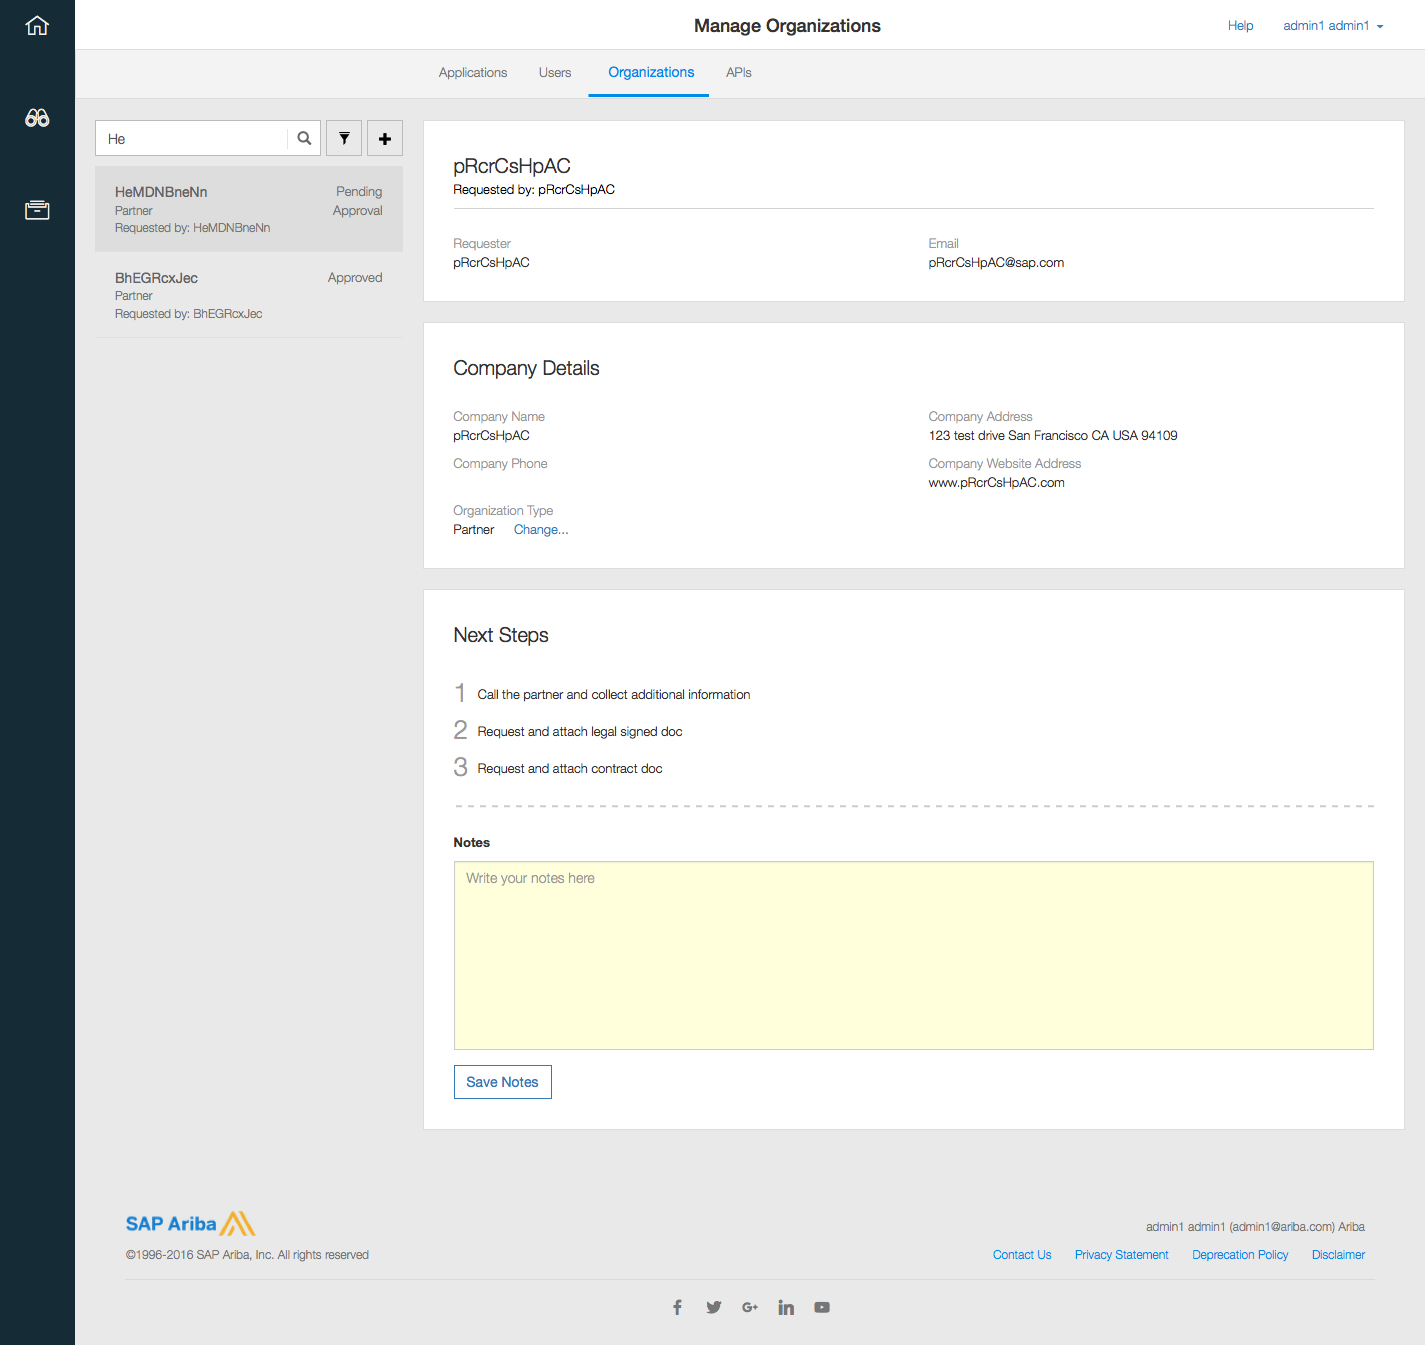 Manage Organizations
Help
admin1 admin1
Applications
Users
Organizations
APIs
He
HeMDNBneNn
Pending
Partner
Approval
Requested by: HeMDNBneNn
BhEGRcxJec
Approved
Partner
Requested by: BhEGRcxJec
pRcrCsHpAC
Requested by: pRcrCsHpAC
Requester
Email
pRcrCsHpAC
pRcrCsHpAC@sap.com
Company Details
Company Name
Company Address
pRcrCsHpAC
123 test drive San Francisco CA USA 94109
Company Phone
Company Website Address
www.pRcrCsHpAC.com
Organization Type
Partner Change...
Next Steps
1 Call the partner and collect additional information
2 Request and attach legal signed doc
3 Request and attach contract doc
Notes
Write your notes here
Save Notes
SAP Ariba
admin1 admin1 (admin1@ariba.com) Ariba
©1996-2016 SAP Ariba, Inc. All rights reserved
Contact Us
Privacy Statement
Deprecation Policy
Disclaimer